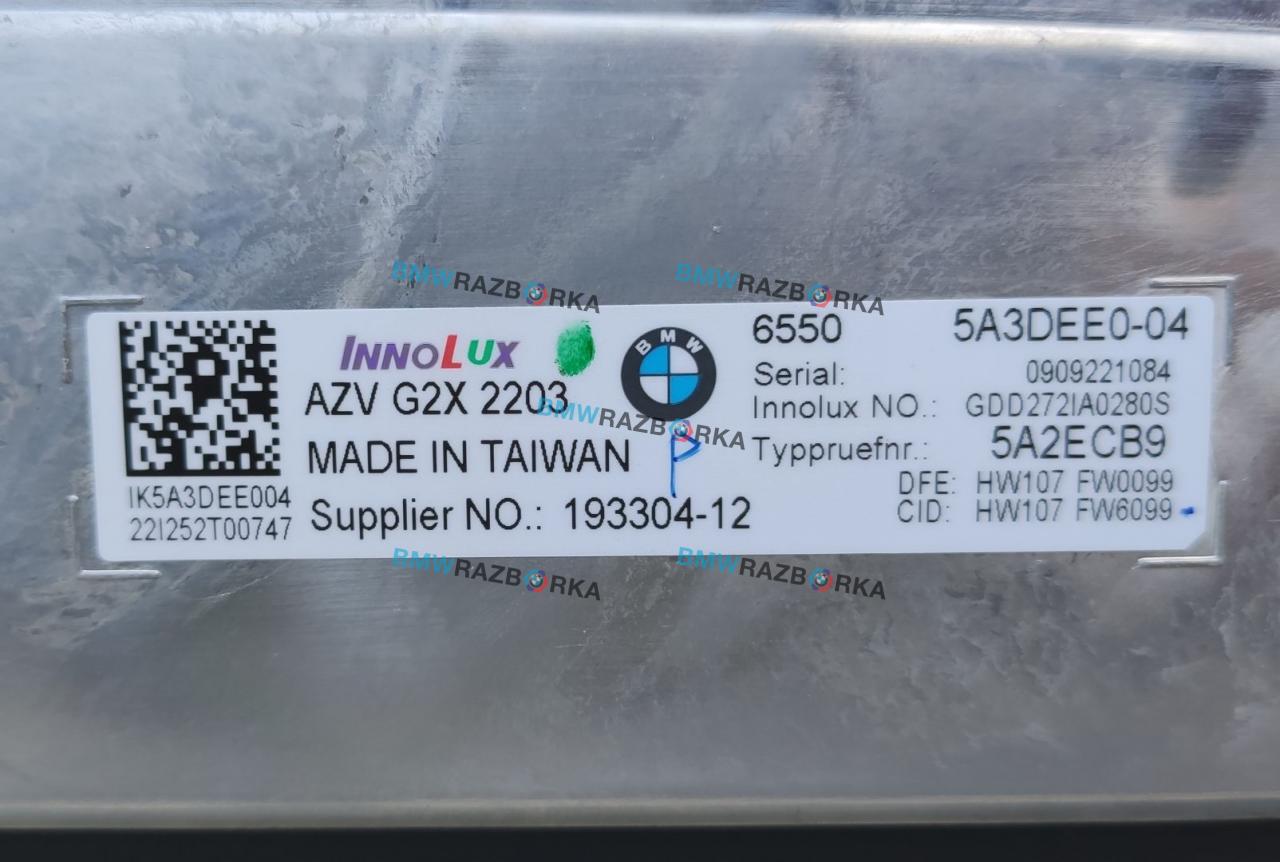 BMWRAZBORKA BMWRAZBORKA
INNOLUX
AZV G2X 2203
MADE IN TAIWAN
Supplier NO.: 193304-12
IK5A3DEE004
22I252T00747
BMW
P
6550 5A3DEE0-04
Serial: 0909221084
Innolux NO.: GDD272IA0280S
Typpruefnr.: 5A2ECB9
DFE: HW107 FW0099
CID: HW107 FW6099
BMWRAZBORKA
BMWRAZBORKA BMWRAZBORKA